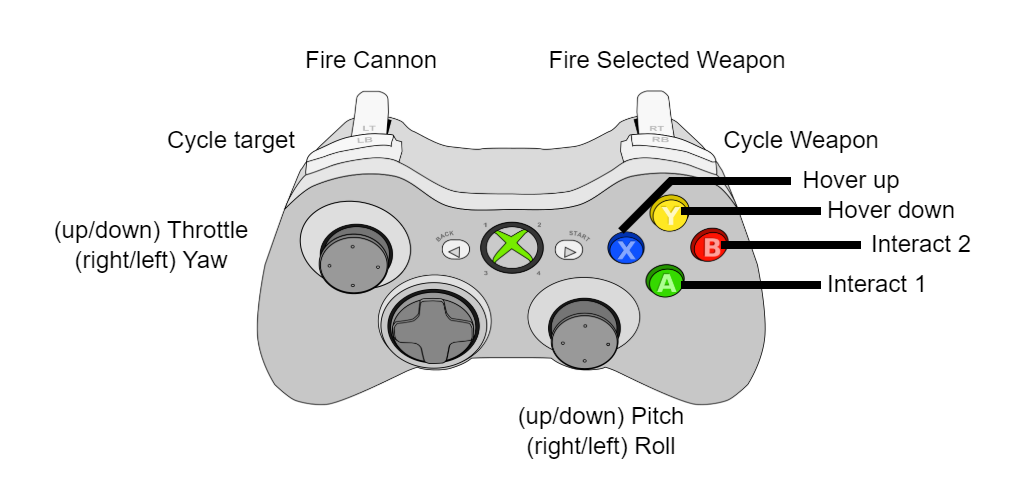 Fire Cannon
Fire Selected Weapon
LT
RT
Cycle target
LB
RB
Cycle Weapon
Hover up
Y
Hover down
(up/down) Throttle
(right/left) Yaw
BACK
1
2
START
X
B
Interact 2
3
4
A
Interact 1
(up/down) Pitch
(right/left) Roll